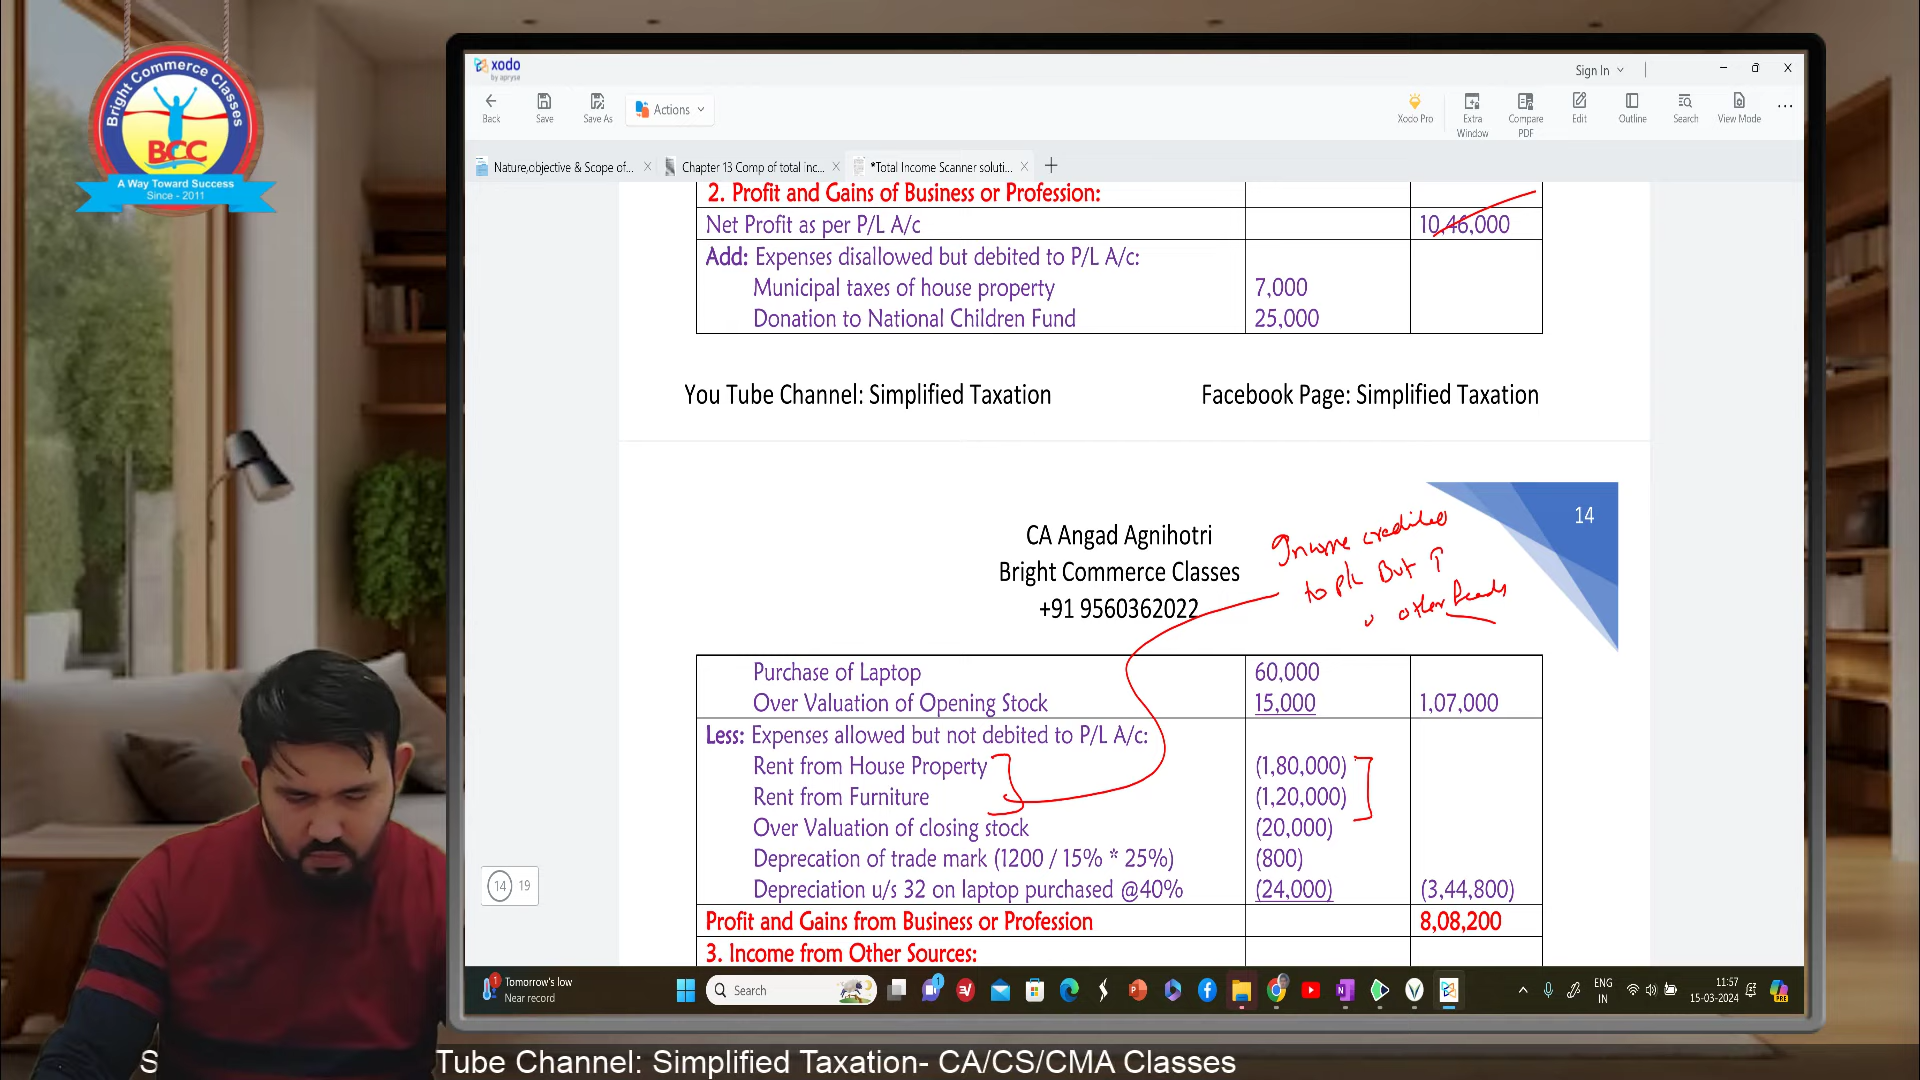 Bright Commerce Classes
BCC
A Way Toward Success
Since - 2011
xodo
by apryse
Sign In
Back
Save
Save As
Actions
Xodo Pro
Extra Window
Compare PDF
Edit
Outline
Search
View Mode
Nature,objective & Scope of...
Chapter 13 Comp of total inc...
*Total Income Scanner soluti...
2. Profit and Gains of Business or Profession:
Net Profit as per P/L A/c 10,46,000
Add: Expenses disallowed but debited to P/L A/c:
Municipal taxes of house property 7,000
Donation to National Children Fund 25,000
You Tube Channel: Simplified Taxation Facebook Page: Simplified Taxation
14
CA Angad Agnihotri
Bright Commerce Classes
+91 9560362022
Income credited
to P/L But T
other Heads
Purchase of Laptop 60,000
Over Valuation of Opening Stock 15,000 1,07,000
Less: Expenses allowed but not debited to P/L A/c:
Rent from House Property (1,80,000)
Rent from Furniture (1,20,000)
Over Valuation of closing stock (20,000)
Deprecation of trade mark (1200 / 15% * 25%) (800)
Depreciation u/s 32 on laptop purchased @40% (24,000) (3,44,800)
Profit and Gains from Business or Profession 8,08,200
3. Income from Other Sources:
14 19
Tomorrow's low
Near record
Search
ENG
IN
11:57
15-03-2024
S Tube Channel: Simplified Taxation- CA/CS/CMA Classes